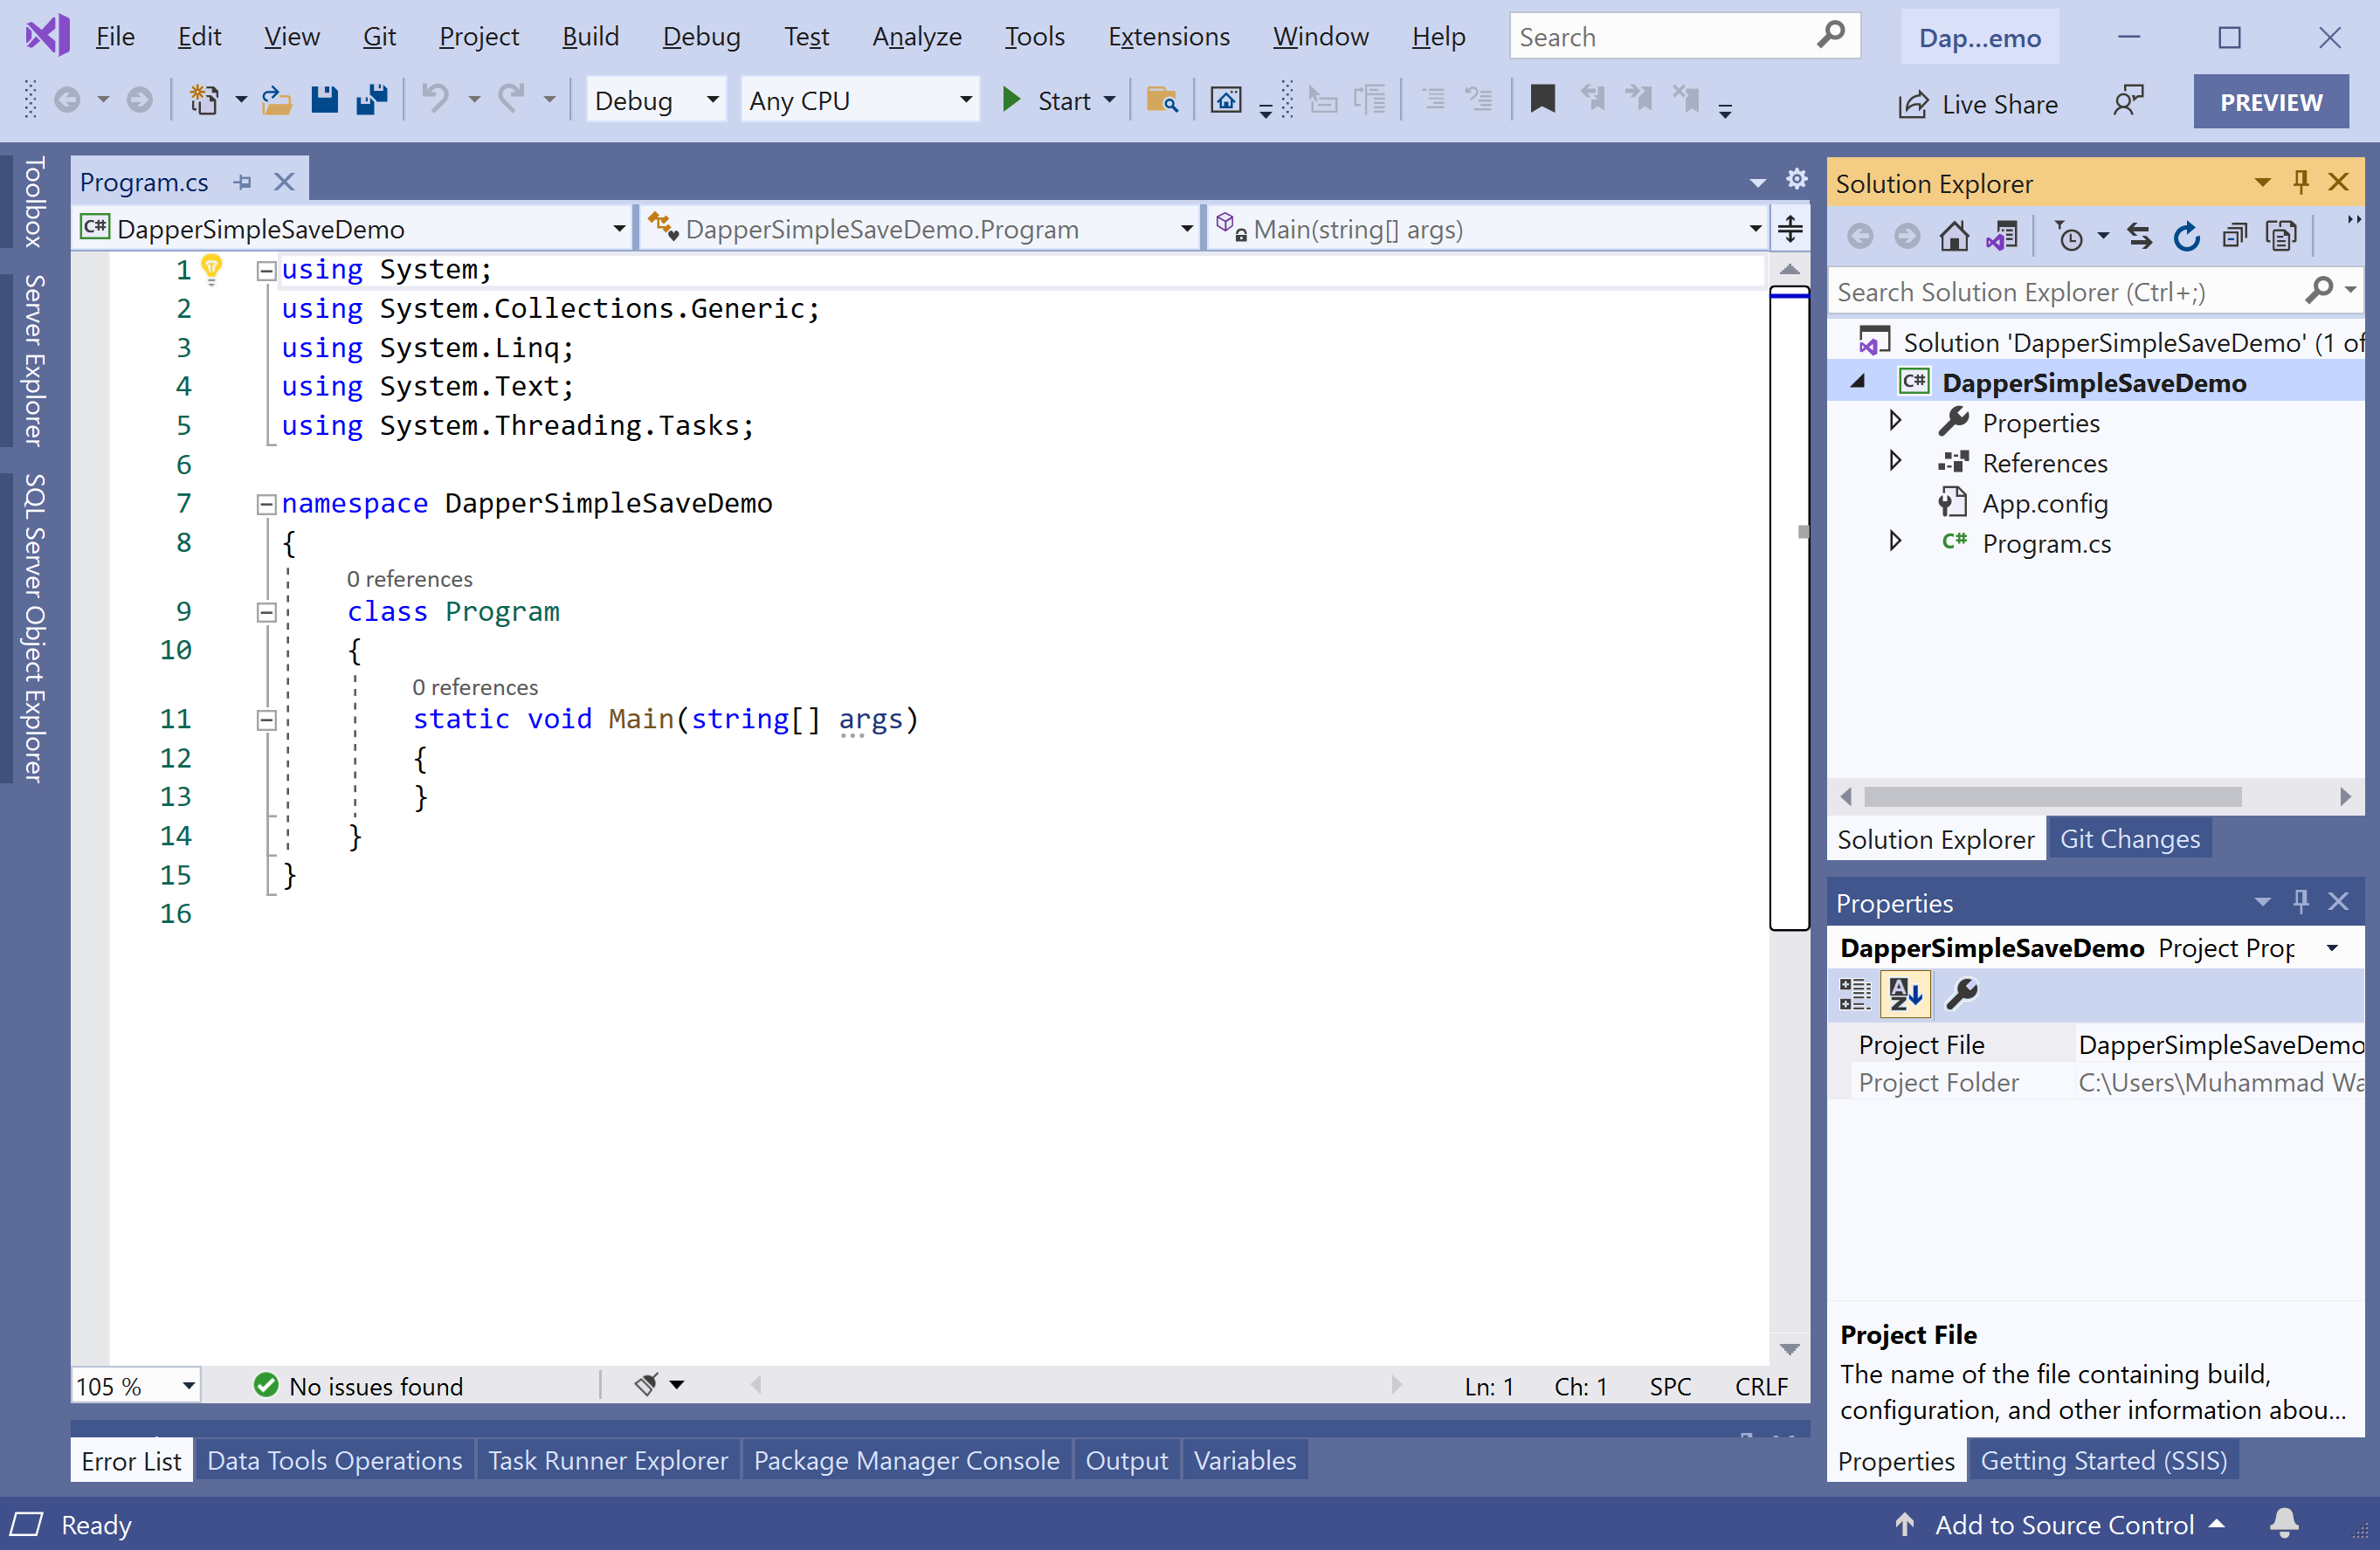 File Edit View Git Project Build Debug Test Analyze Tools Extensions Window Help Search Dap...emo
Debug Any CPU Start Live Share PREVIEW
Toolbox
Server Explorer
SQL Server Object Explorer
Program.cs
DapperSimpleSaveDemo DapperSimpleSaveDemo.Program Main(string[] args)
1 using System;
2 using System.Collections.Generic;
3 using System.Linq;
4 using System.Text;
5 using System.Threading.Tasks;
6
7 namespace DapperSimpleSaveDemo
8 {
0 references
9 class Program
10 {
0 references
11 static void Main(string[] args)
12 {
13 }
14 }
15 }
16
105 % No issues found Ln: 1 Ch: 1 SPC CRLF
Error List Data Tools Operations Task Runner Explorer Package Manager Console Output Variables
Solution Explorer
Search Solution Explorer (Ctrl+;)
Solution 'DapperSimpleSaveDemo' (1 of
C# DapperSimpleSaveDemo
Properties
References
App.config
C# Program.cs
Solution Explorer Git Changes
Properties
DapperSimpleSaveDemo Project Prop
Project File DapperSimpleSaveDemo
Project Folder C:\Users\Muhammad Wa
Project File
The name of the file containing build,
configuration, and other information abou...
Properties Getting Started (SSIS)
Ready Add to Source Control